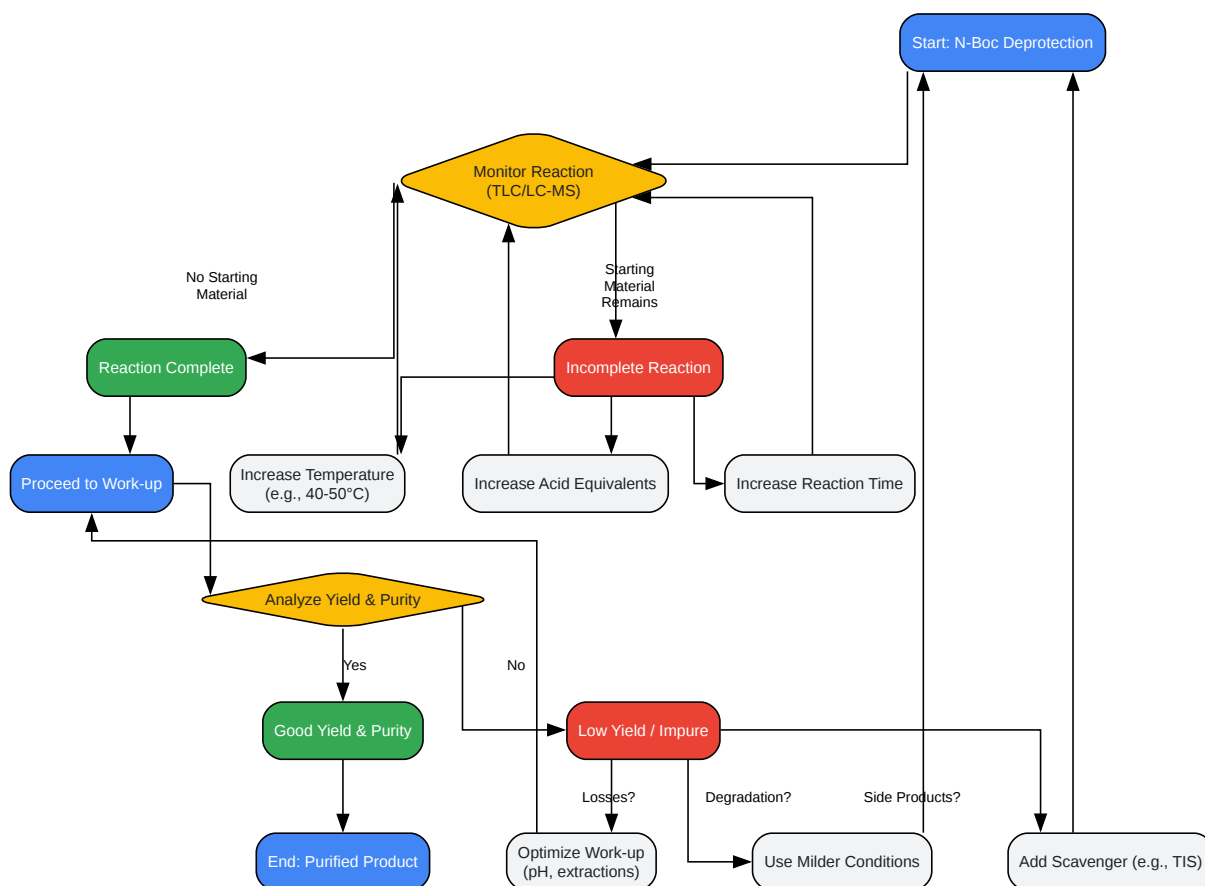 Start: N-Boc Deprotection
Monitor Reaction
(TLC/LC-MS)
No Starting
Material
Starting
Material
Remains
Reaction Complete
Incomplete Reaction
Proceed to Work-up
Increase Temperature
(e.g., 40-50°C)
Increase Acid Equivalents
Increase Reaction Time
Analyze Yield & Purity
Yes
No
Good Yield & Purity
Low Yield / Impure
Losses?
Degradation?
Side Products?
End: Purified Product
Optimize Work-up
(pH, extractions)
Use Milder Conditions
Add Scavenger (e.g., TIS)